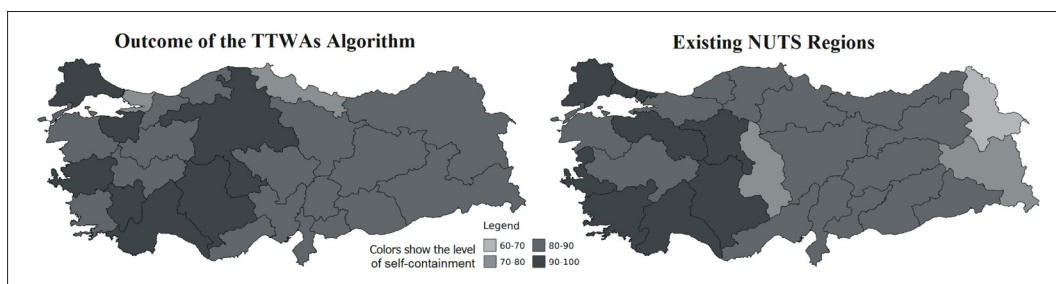 Outcome of the TTWAs Algorithm
Existing NUTS Regions
Legend
Colors show the level
of self-containment
60-70
80-90
70-80
90-100